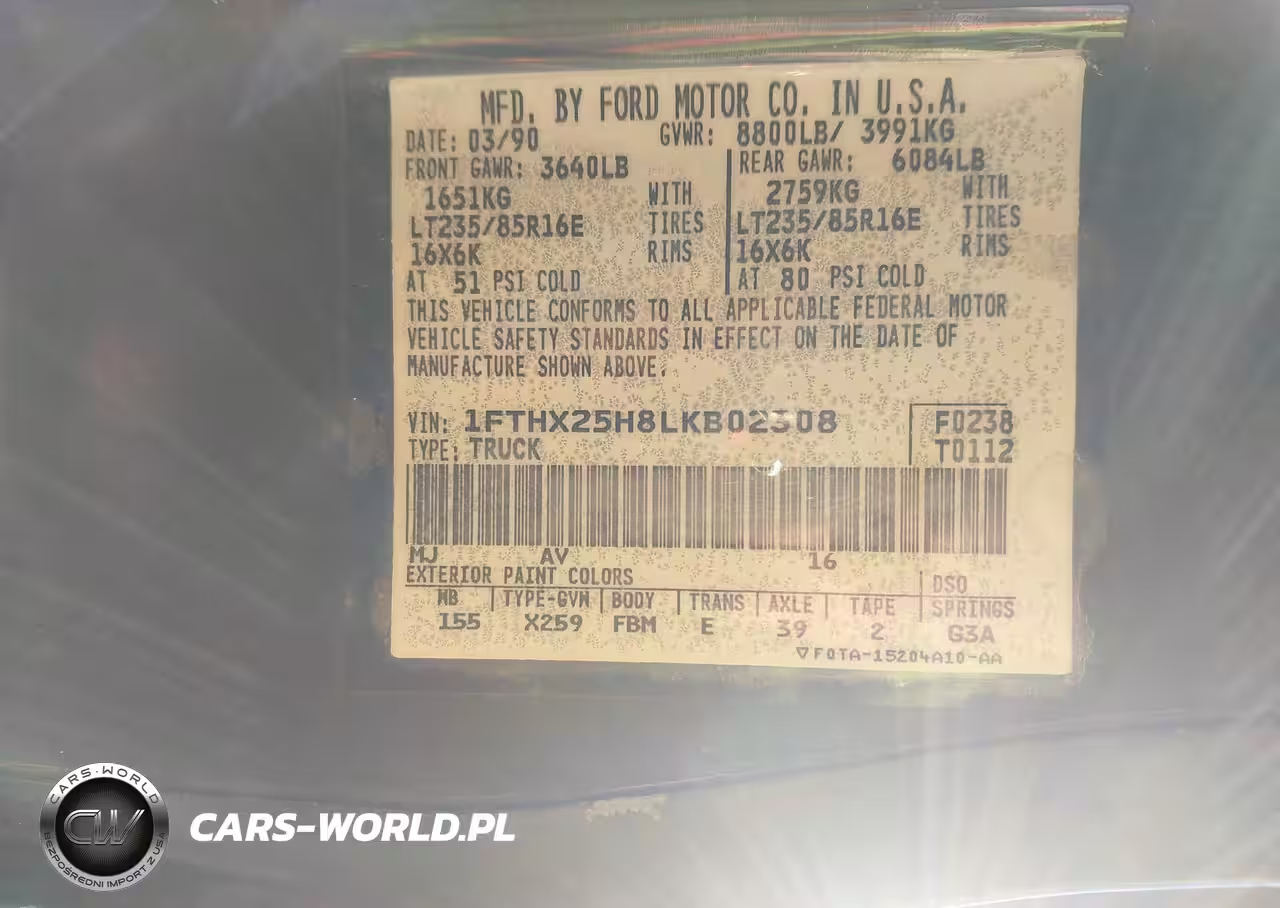 MFD. BY FORD MOTOR CO. IN U.S.A.
DATE: 03/90 GVWR: 8800LB/ 3991KG
FRONT GAWR: 3640LB REAR GAWR: 6084LB
1651KG WITH 2759KG WITH
LT235/85R16E TIRES LT235/85R16E TIRES
16X6K RIMS 16X6K RIMS
AT 51 PSI COLD AT 80 PSI COLD
THIS VEHICLE CONFORMS TO ALL APPLICABLE FEDERAL MOTOR
VEHICLE SAFETY STANDARDS IN EFFECT ON THE DATE OF
MANUFACTURE SHOWN ABOVE.
VIN: 1FTHX25H8LKB02308 F0238
TYPE: TRUCK T0112
MJ AV 16
EXTERIOR PAINT COLORS DSO
WB TYPE-GVW BODY TRANS AXLE TAPE SPRINGS
155 X259 FBM E 39 2 G3A
▽F0TA-15204A10-AA
CARS-WORLD
CW
BEZPOŚREDNI IMPORT Z USA
CARS-WORLD.PL